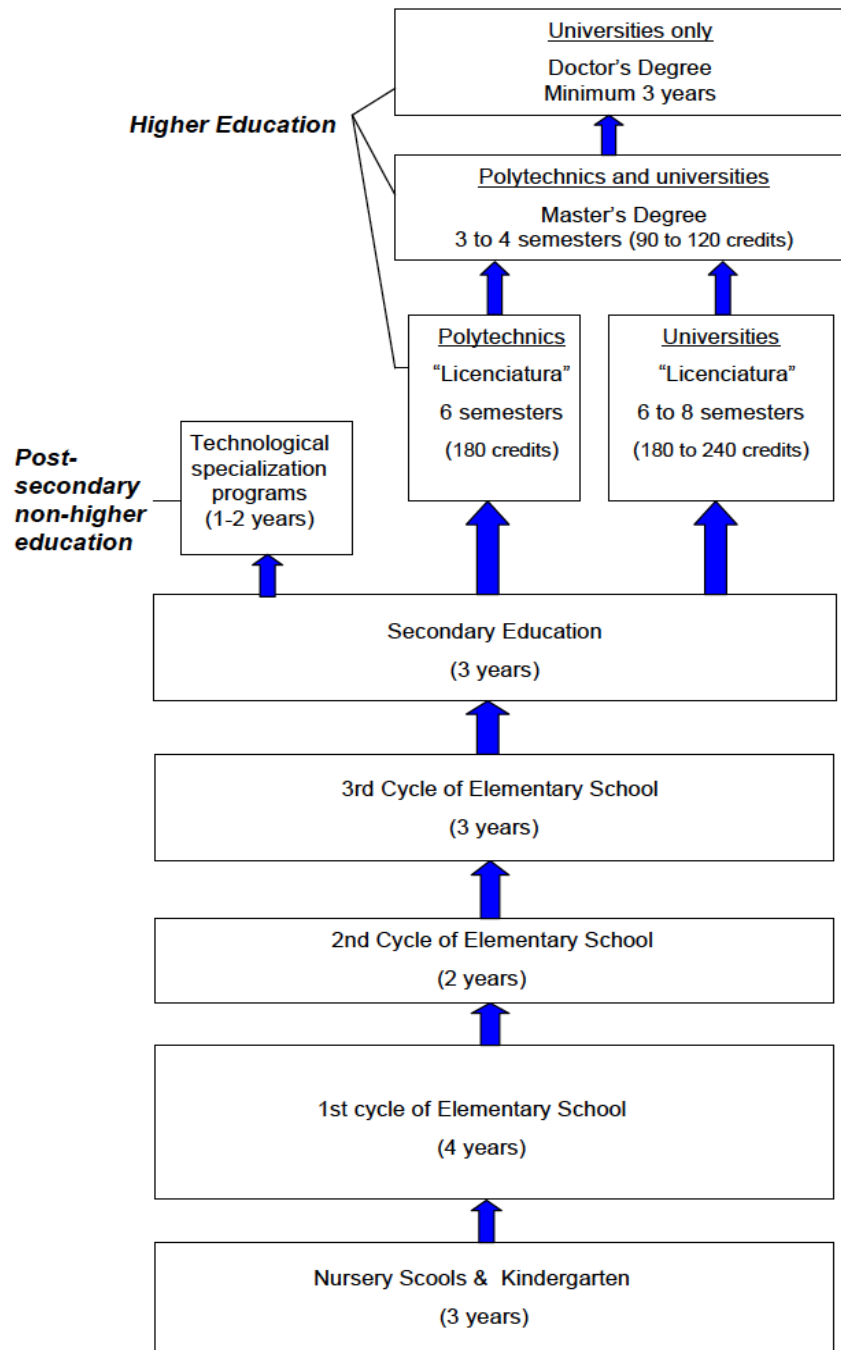 Universities only
Doctor's Degree
Minimum 3 years
Higher Education
Polytechnics and universities
Master's Degree
3 to 4 semesters (90 to 120 credits)
Polytechnics
“Licenciatura”
6 semesters
(180 credits)
Universities
“Licenciatura”
6 to 8 semesters
(180 to 240 credits)
Post-
secondary
non-higher
education
Technological
specialization
programs
(1-2 years)
Secondary Education
(3 years)
3rd Cycle of Elementary School
(3 years)
2nd Cycle of Elementary School
(2 years)
1st cycle of Elementary School
(4 years)
Nursery Scools & Kindergarten
(3 years)